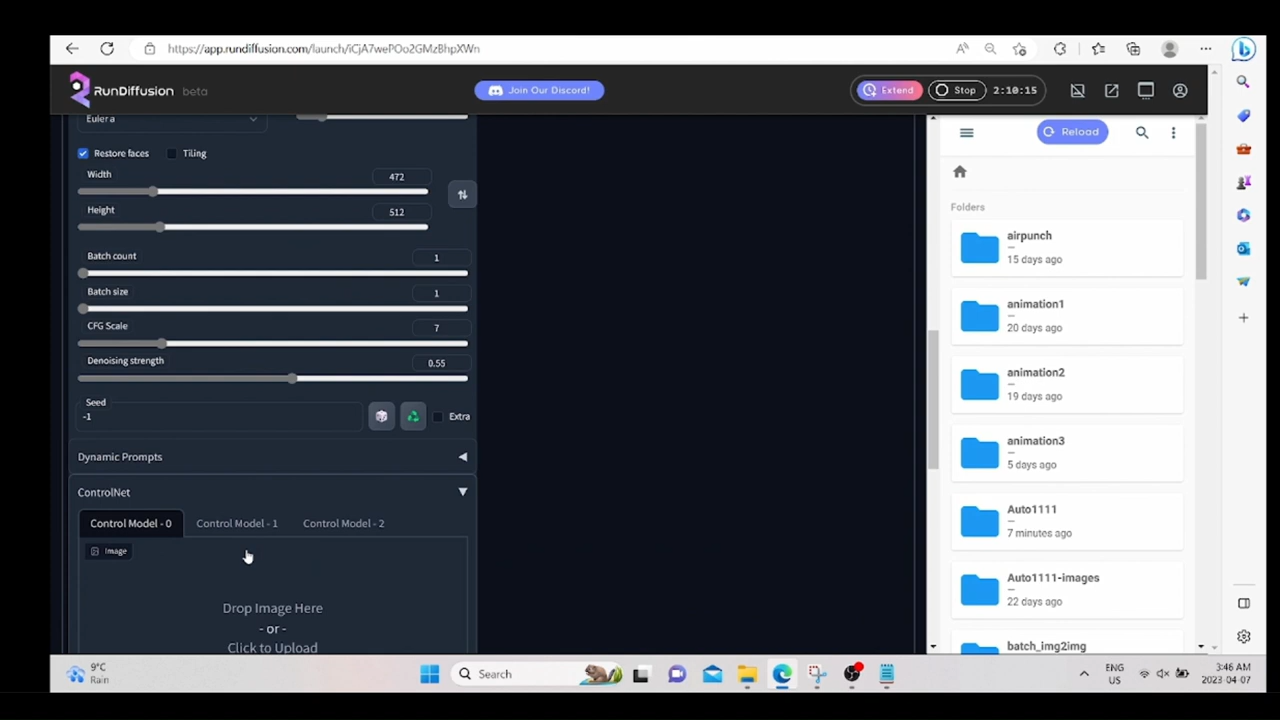 https://app.rundiffusion.com/launch/iCjA7wePOo2GMzBhpXWn
RunDiffusion beta
Join Our Discord!
Extend
Stop
2:10:15
Euler a
Restore faces
Tiling
Width
472
Height
512
Batch count
1
Batch size
1
CFG Scale
7
Denoising strength
0.55
Seed
-1
Extra
Dynamic Prompts
ControlNet
Control Model - 0
Control Model - 1
Control Model - 2
Image
Drop Image Here
- or -
Click to Upload
Reload
Folders
airpunch
15 days ago
animation1
20 days ago
animation2
19 days ago
animation3
5 days ago
Auto1111
7 minutes ago
Auto1111-images
22 days ago
batch_img2img
9°C
Rain
Search
ENG
US
3:46 AM
2023-04-07